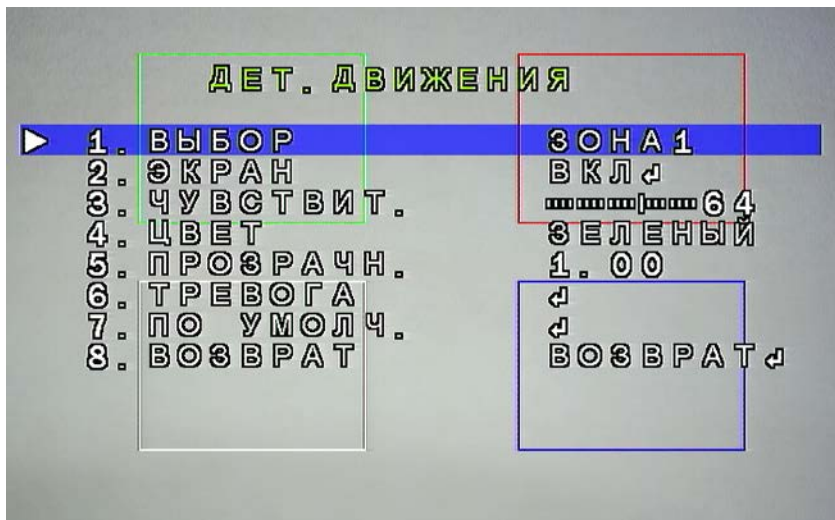 ДЕТ. ДВИЖЕНИЯ
1. ВЫБОР ЗОНА1
2. ЭКРАН ВКЛ↲
3. ЧУВСТВИТ. 64
4. ЦВЕТ ЗЕЛЕНЫЙ
5. ПРОЗРАЧН. 1.00
6. ТРЕВОГА ↲
7. ПО УМОЛЧ. ↲
8. ВОЗВРАТ ВОЗВРАТ↲